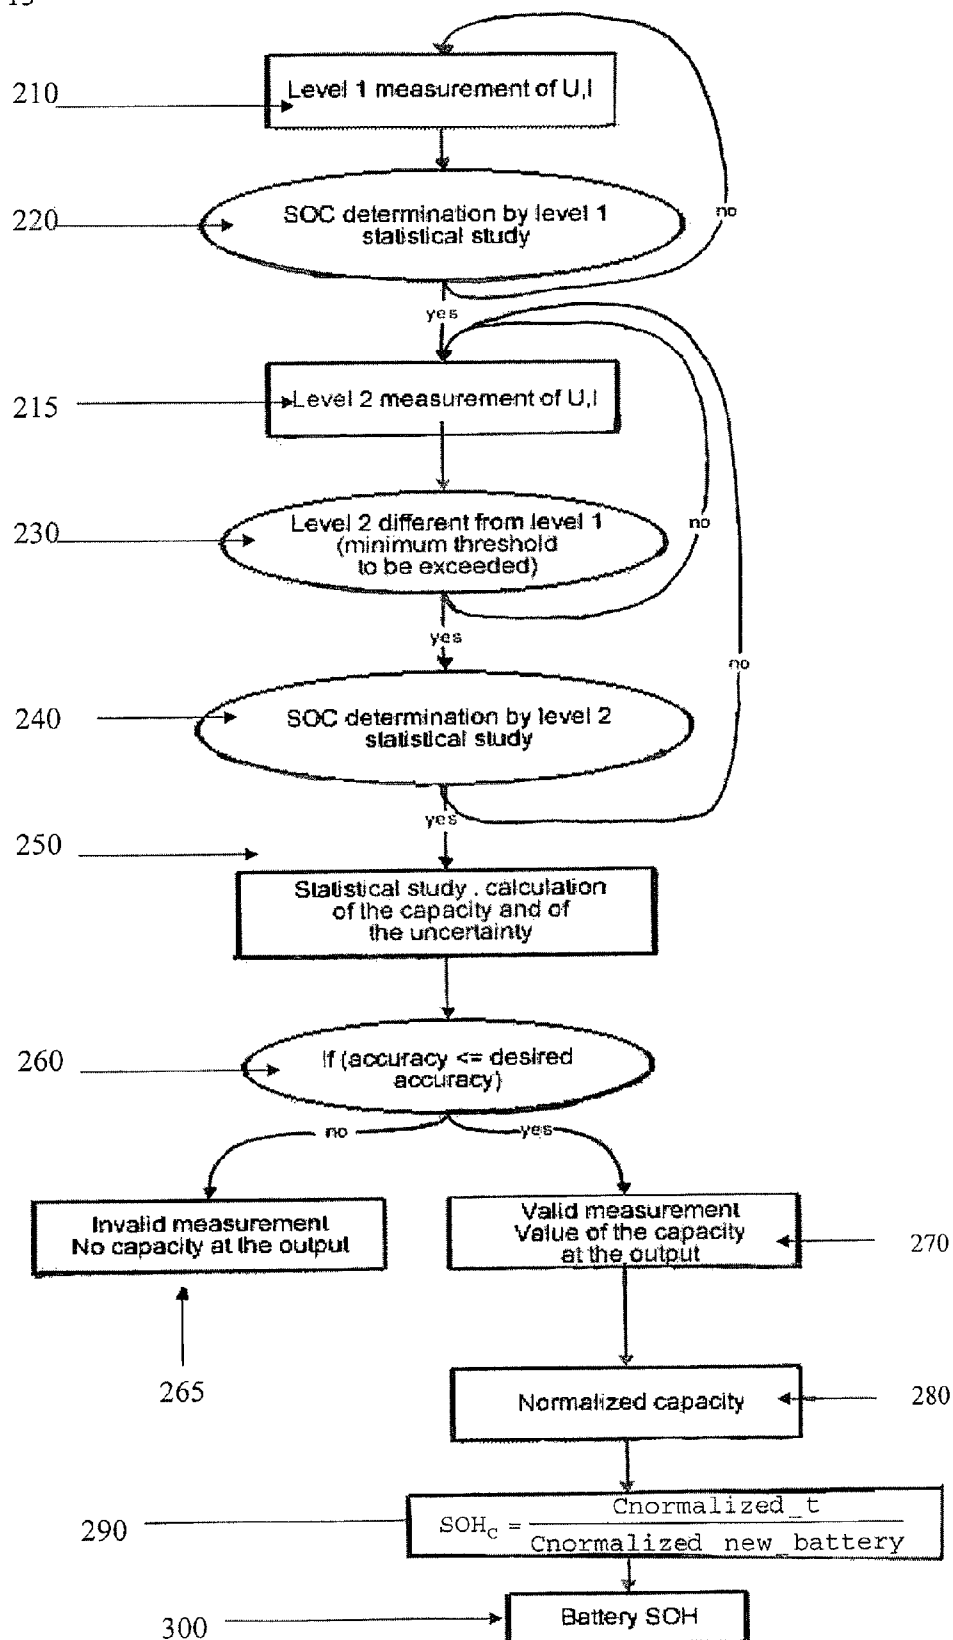 210
Level 1 measurement of U,I
220
SOC determination by level 1
statistical study
no
yes
215
Level 2 measurement of U,I
230
Level 2 different from level 1
(minimum threshold
to be exceeded)
no
yes
no
240
SOC determination by level 2
statistical study
yes
250
Statistical study . calculation
of the capacity and of
the uncertainty
260
If (accuracy <= desired
accuracy)
no
yes
Invalid measurement
No capacity at the output
Valid measurement
Value of the capacity
at the output
270
265
Normalized capacity
280
290
SOHC = Cnormalized_t
Cnormalized new_battery
300
Battery SOH